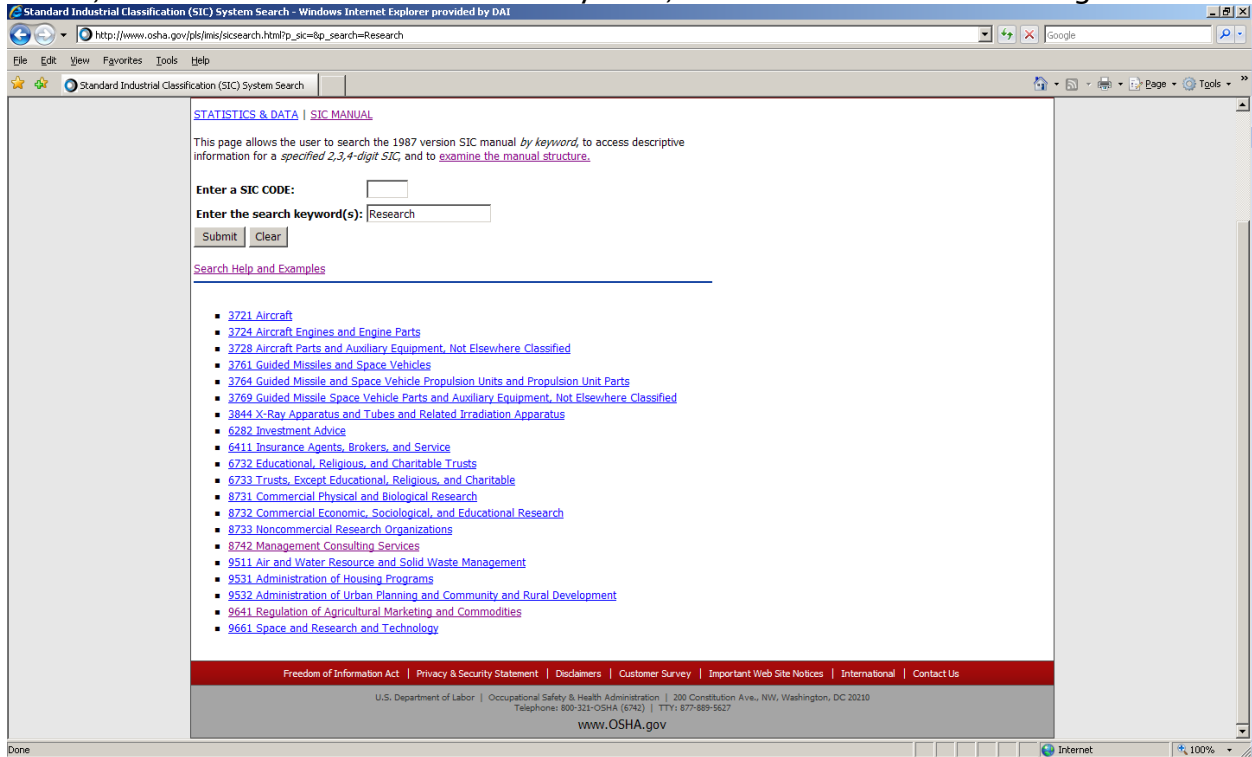 Standard Industrial Classification (SIC) System Search - Windows Internet Explorer provided by DAI
http://www.osha.gov/pls/imis/sicsearch.html?p_sic=&p_search=Research
Google
File Edit View Favorites Tools Help
Standard Industrial Classification (SIC) System Search
Page Tools »
STATISTICS & DATA | SIC MANUAL
This page allows the user to search the 1987 version SIC manual by keyword, to access descriptive
information for a specified 2,3,4-digit SIC, and to examine the manual structure.
Enter a SIC CODE:
Enter the search keyword(s): Research
Submit Clear
Search Help and Examples
3721 Aircraft
3724 Aircraft Engines and Engine Parts
3728 Aircraft Parts and Auxiliary Equipment, Not Elsewhere Classified
3761 Guided Missiles and Space Vehicles
3764 Guided Missile and Space Vehicle Propulsion Units and Propulsion Unit Parts
3769 Guided Missile Space Vehicle Parts and Auxiliary Equipment, Not Elsewhere Classified
3844 X-Ray Apparatus and Tubes and Related Irradiation Apparatus
6282 Investment Advice
6411 Insurance Agents, Brokers, and Service
6732 Educational, Religious, and Charitable Trusts
6733 Trusts, Except Educational, Religious, and Charitable
8731 Commercial Physical and Biological Research
8732 Commercial Economic, Sociological, and Educational Research
8733 Noncommercial Research Organizations
8742 Management Consulting Services
9511 Air and Water Resource and Solid Waste Management
9531 Administration of Housing Programs
9532 Administration of Urban Planning and Community and Rural Development
9641 Regulation of Agricultural Marketing and Commodities
9661 Space and Research and Technology
Freedom of Information Act | Privacy & Security Statement | Disclaimers | Customer Survey | Important Web Site Notices | International | Contact Us
U.S. Department of Labor | Occupational Safety & Health Administration | 200 Constitution Ave., NW, Washington, DC 20210
Telephone: 800-321-OSHA (6742) | TTY: 877-889-5627
www.OSHA.gov
Done Internet 100%